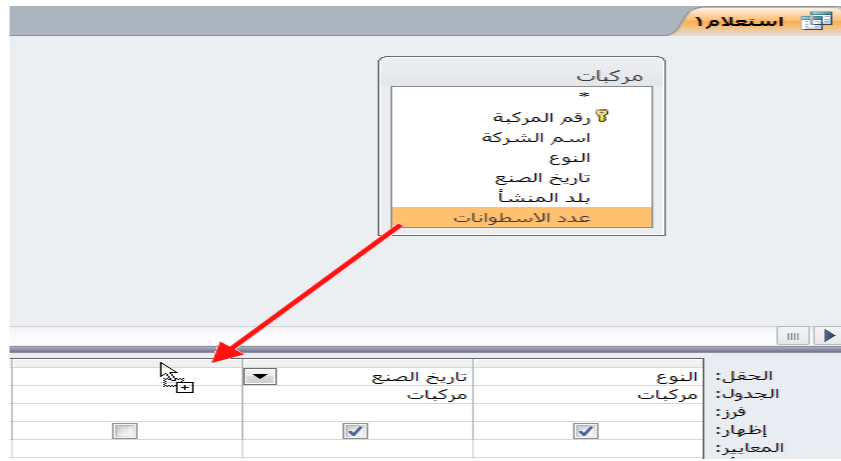 استعلام١
مركبات
*
رقم المركبة
اسم الشركة
النوع
تاريخ الصنع
بلد المنشأ
عدد الاسطوانات
الحقل: النوع تاريخ الصنع
الجدول: مركبات مركبات
فرز:
إظهار:
المعايير: